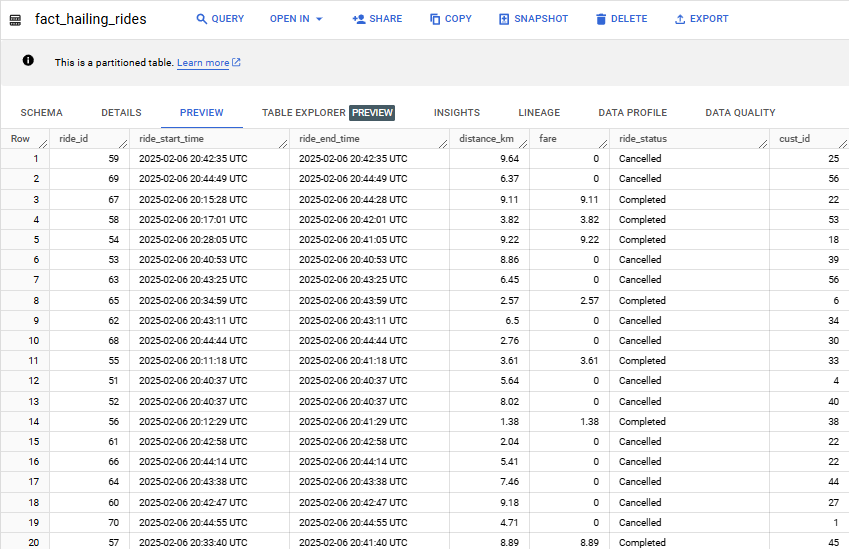 fact_hailing_rides QUERY OPEN IN SHARE COPY SNAPSHOT DELETE EXPORT
This is a partitioned table. Learn more
SCHEMA DETAILS PREVIEW TABLE EXPLORER PREVIEW INSIGHTS LINEAGE DATA PROFILE DATA QUALITY
Row ride_id ride_start_time ride_end_time distance_km fare ride_status cust_id
1 59 2025-02-06 20:42:35 UTC 2025-02-06 20:42:35 UTC 9.64 0 Cancelled 25
2 69 2025-02-06 20:44:49 UTC 2025-02-06 20:44:49 UTC 6.37 0 Cancelled 56
3 67 2025-02-06 20:15:28 UTC 2025-02-06 20:44:28 UTC 9.11 9.11 Completed 22
4 58 2025-02-06 20:17:01 UTC 2025-02-06 20:42:01 UTC 3.82 3.82 Completed 53
5 54 2025-02-06 20:28:05 UTC 2025-02-06 20:41:05 UTC 9.22 9.22 Completed 18
6 53 2025-02-06 20:40:53 UTC 2025-02-06 20:40:53 UTC 8.86 0 Cancelled 39
7 63 2025-02-06 20:43:25 UTC 2025-02-06 20:43:25 UTC 6.45 0 Cancelled 56
8 65 2025-02-06 20:34:59 UTC 2025-02-06 20:43:59 UTC 2.57 2.57 Completed 6
9 62 2025-02-06 20:43:11 UTC 2025-02-06 20:43:11 UTC 6.5 0 Cancelled 34
10 68 2025-02-06 20:44:44 UTC 2025-02-06 20:44:44 UTC 2.76 0 Cancelled 30
11 55 2025-02-06 20:11:18 UTC 2025-02-06 20:41:18 UTC 3.61 3.61 Completed 33
12 51 2025-02-06 20:40:37 UTC 2025-02-06 20:40:37 UTC 5.64 0 Cancelled 4
13 52 2025-02-06 20:40:37 UTC 2025-02-06 20:40:37 UTC 8.02 0 Cancelled 40
14 56 2025-02-06 20:12:29 UTC 2025-02-06 20:41:29 UTC 1.38 1.38 Completed 38
15 61 2025-02-06 20:42:58 UTC 2025-02-06 20:42:58 UTC 2.04 0 Cancelled 22
16 66 2025-02-06 20:44:14 UTC 2025-02-06 20:44:14 UTC 5.41 0 Cancelled 22
17 64 2025-02-06 20:43:38 UTC 2025-02-06 20:43:38 UTC 7.46 0 Cancelled 44
18 60 2025-02-06 20:42:47 UTC 2025-02-06 20:42:47 UTC 9.18 0 Cancelled 27
19 70 2025-02-06 20:44:55 UTC 2025-02-06 20:44:55 UTC 4.71 0 Cancelled 1
20 57 2025-02-06 20:33:40 UTC 2025-02-06 20:41:40 UTC 8.89 8.89 Completed 45